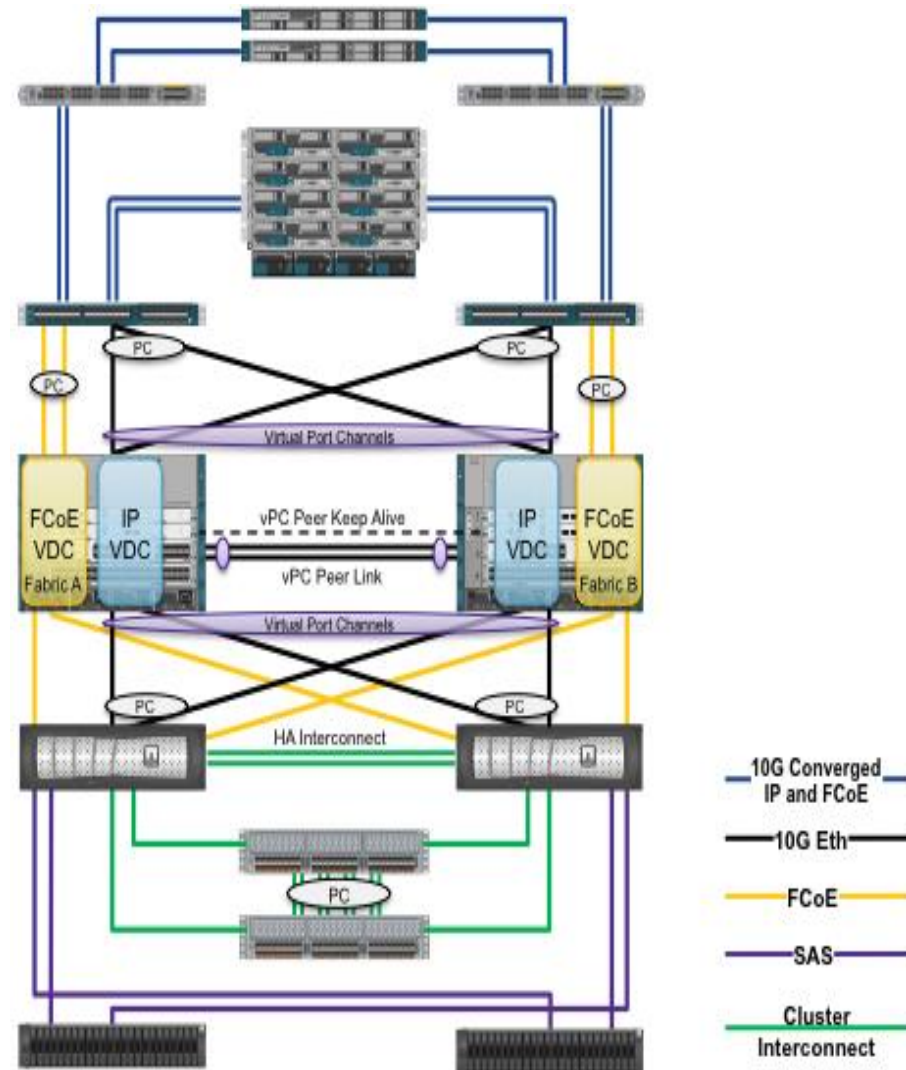 PC
PC
PC
PC
Virtual Port Channels
FCoE
VDC
Fabric A
IP
VDC
vPC Peer Keep Alive
vPC Peer Link
IP
VDC
FCoE
VDC
Fabric B
Virtual Port Channels
PC
PC
HA Interconnect
PC
10G Converged
IP and FCoE
10G Eth
FCoE
SAS
Cluster
Interconnect